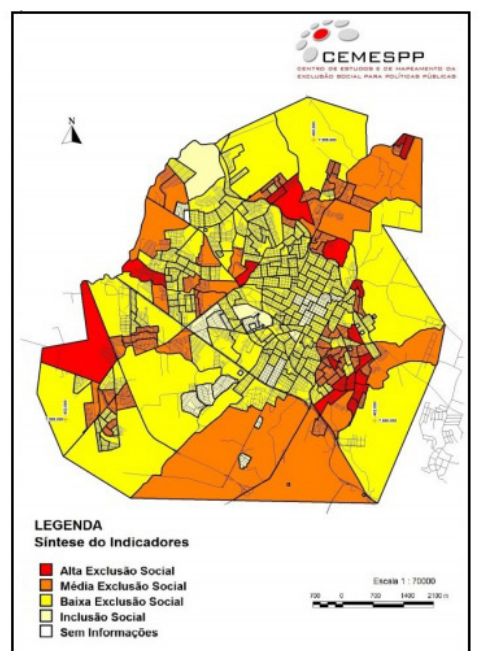 CEMESPP
CENTRO DE ESTUDOS E DE MAPEAMENTO DA
EXCLUSÃO SOCIAL PARA POLÍTICAS PÚBLICAS
N
LEGENDA
Síntese do Indicadores
Alta Exclusão Social
Média Exclusão Social
Baixa Exclusão Social
Inclusão Social
Sem Informações
Escala 1 : 70000
700 0 700 1400 2100 m